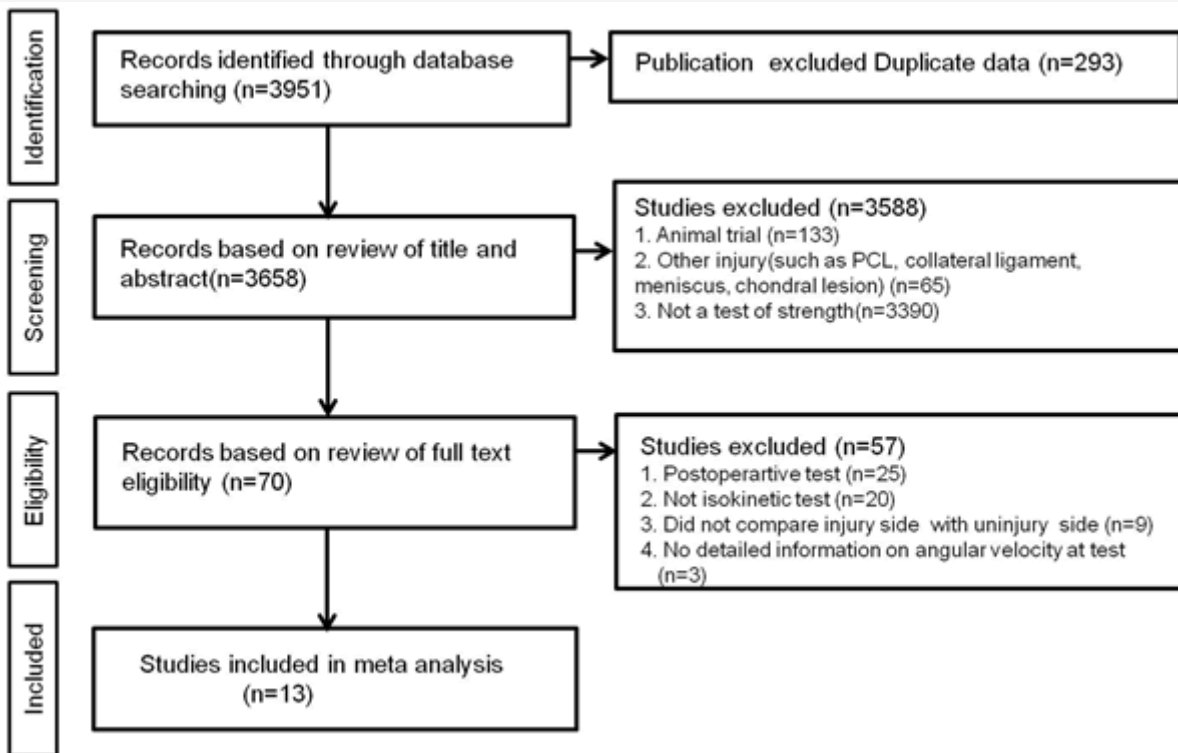 Identification
Records identified through database
searching (n=3951)
Publication excluded Duplicate data (n=293)
Screening
Records based on review of title and
abstract(n=3658)
Studies excluded (n=3588)
1. Animal trial (n=133)
2. Other injury(such as PCL, collateral ligament,
meniscus, chondral lesion) (n=65)
3. Not a test of strength(n=3390)
Eligibility
Records based on review of full text
eligibility (n=70)
Studies excluded (n=57)
1. Postoperartive test (n=25)
2. Not isokinetic test (n=20)
3. Did not compare injury side with uninjury side (n=9)
4. No detailed information on angular velocity at test
(n=3)
Included
Studies included in meta analysis
(n=13)